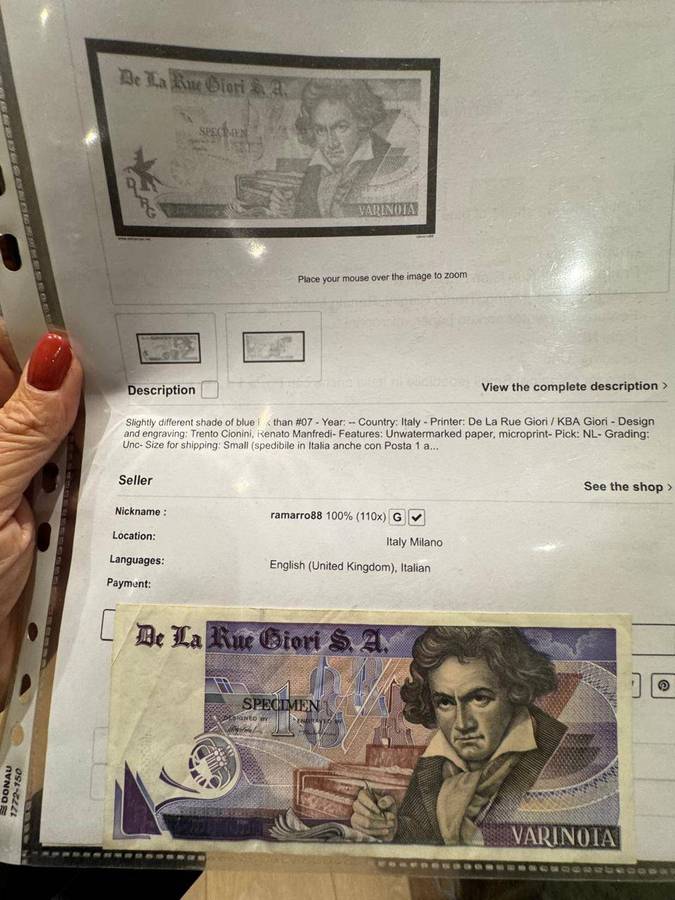 De La Rue Giori S. A.
SPECIMEN
DLRG
VARINOTA
Place your mouse over the image to zoom
Description
View the complete description >
Slightly different shade of blue than #07 - Year: -- Country: Italy - Printer: De La Rue Giori / KBA Giori - Design
and engraving: Trento Cionini, Renato Manfredi- Features: Unwatermarked paper, microprint- Pick: NL- Grading:
Unc- Size for shipping: Small (spedibile in Italia anche con Posta 1 a...
Seller
See the shop >
Nickname :
ramarro88 100% (110x) G
Location:
Italy Milano
Languages:
English (United Kingdom), Italian
Payment:
De La Rue Giori S. A.
1
SPECIMEN
DESIGNED BY
ENGRAVED BY
VARINOTA
DONAU
1772-150